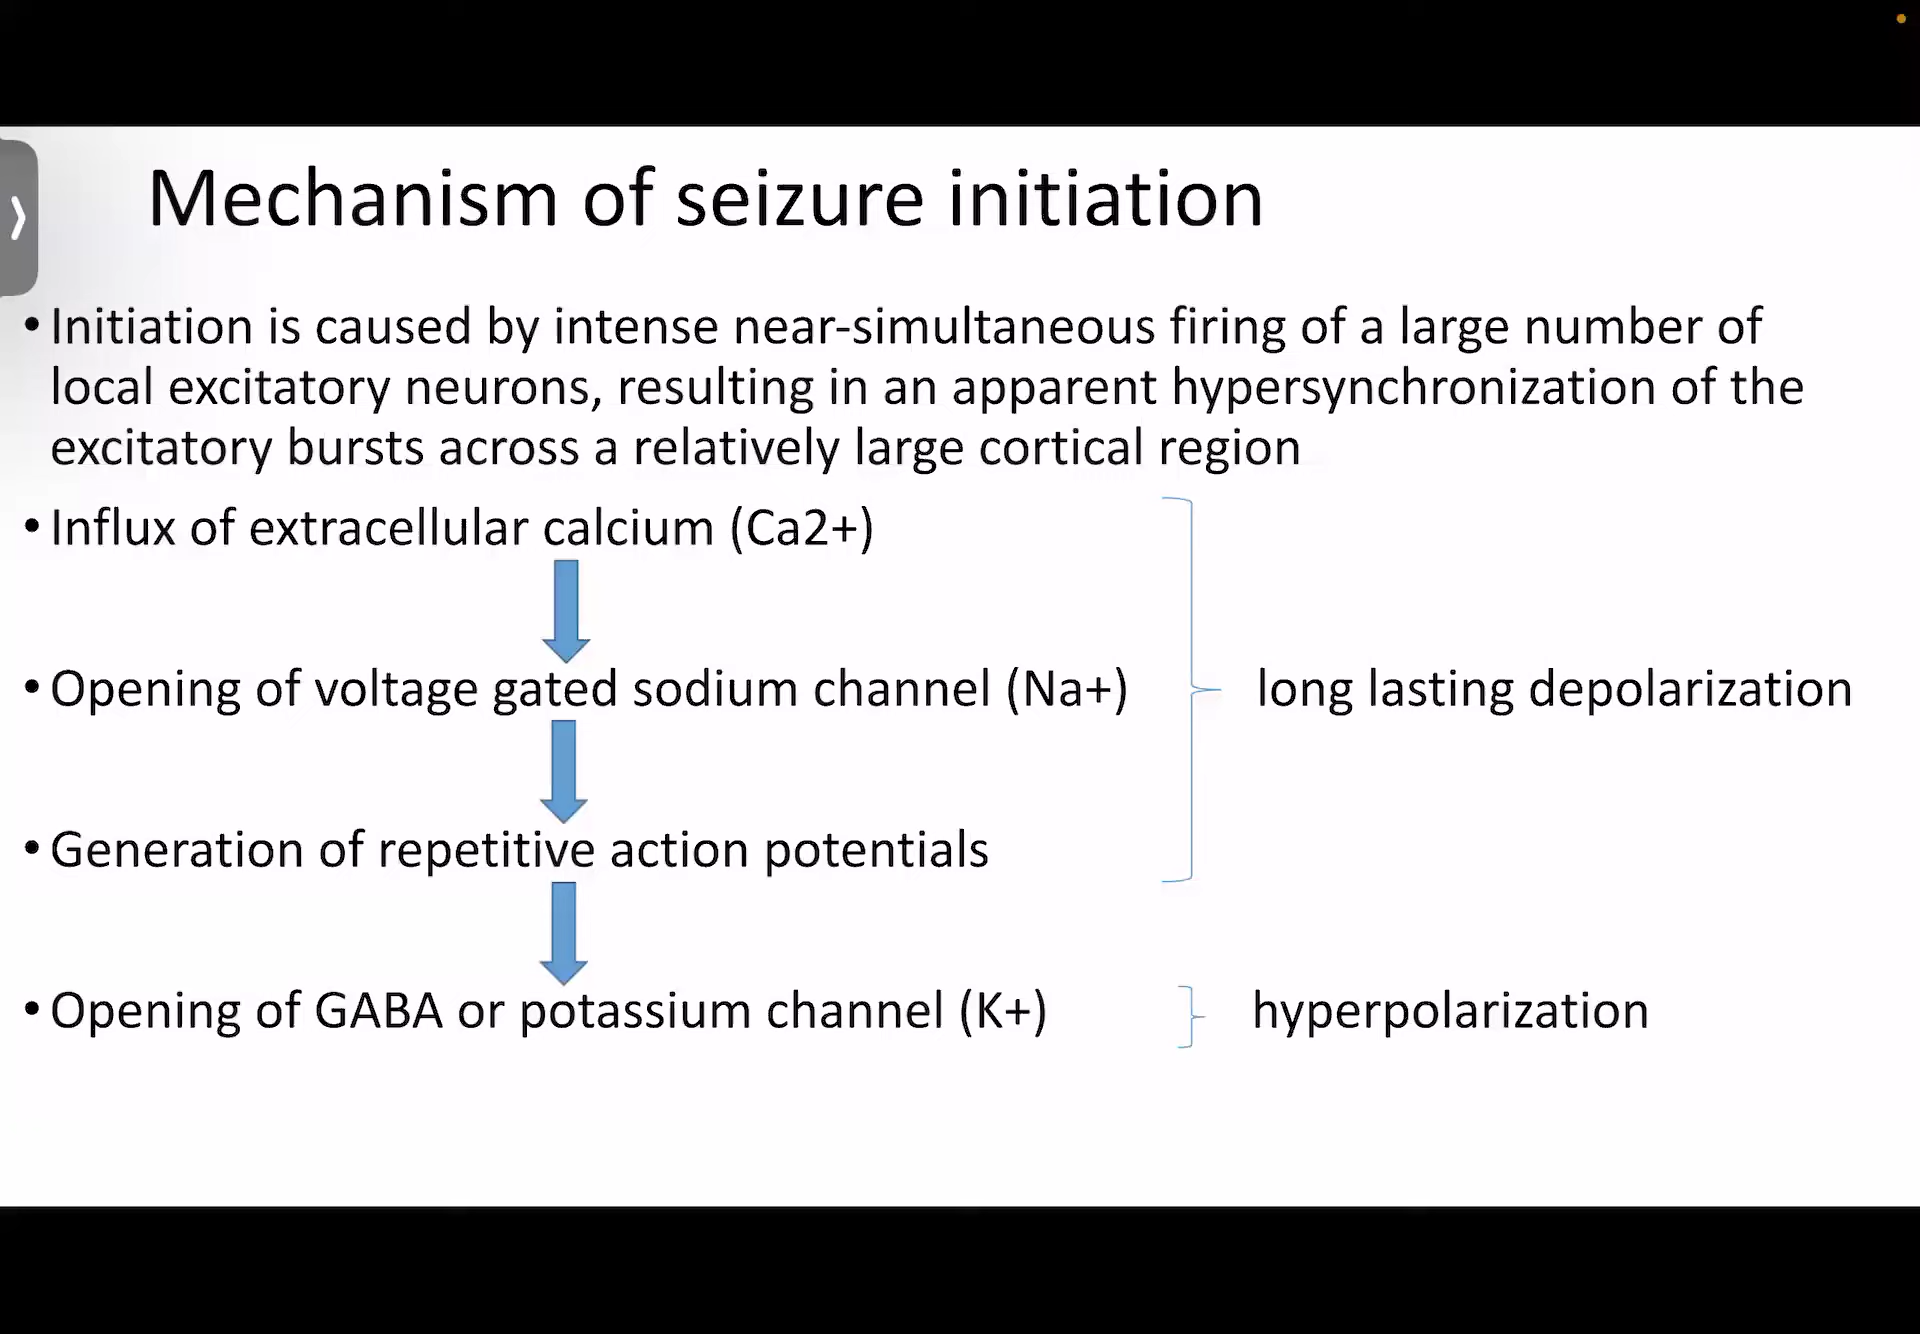 Mechanism of seizure initiation
•Initiation is caused by intense near-simultaneous firing of a large number of
local excitatory neurons, resulting in an apparent hypersynchronization of the
excitatory bursts across a relatively large cortical region
•Influx of extracellular calcium (Ca2+)
•Opening of voltage gated sodium channel (Na+) long lasting depolarization
•Generation of repetitive action potentials
•Opening of GABA or potassium channel (K+) hyperpolarization